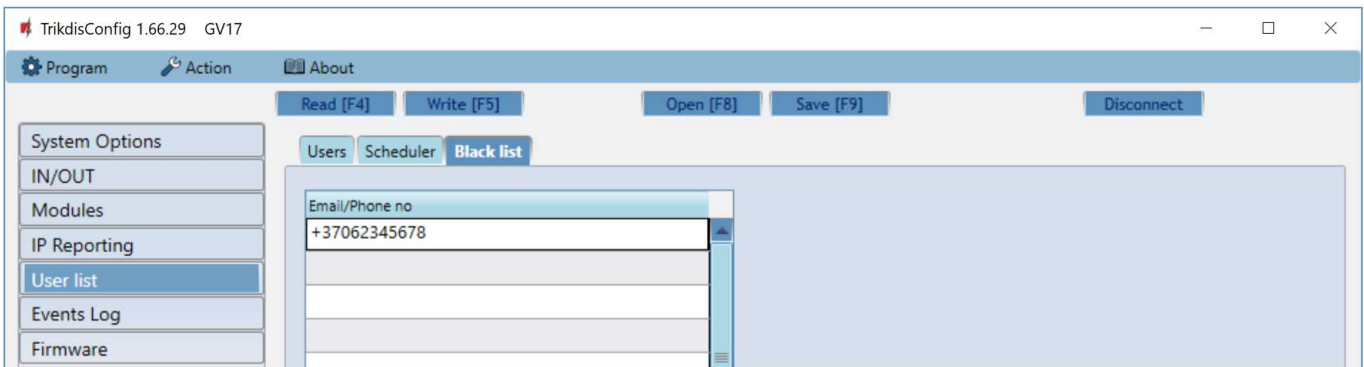 TrikdisConfig 1.66.29 GV17
Program Action About
Read [F4] Write [F5] Open [F8] Save [F9] Disconnect
System Options
IN/OUT
Modules
IP Reporting
User list
Events Log
Firmware
Users Scheduler Black list
Email/Phone no
+37062345678